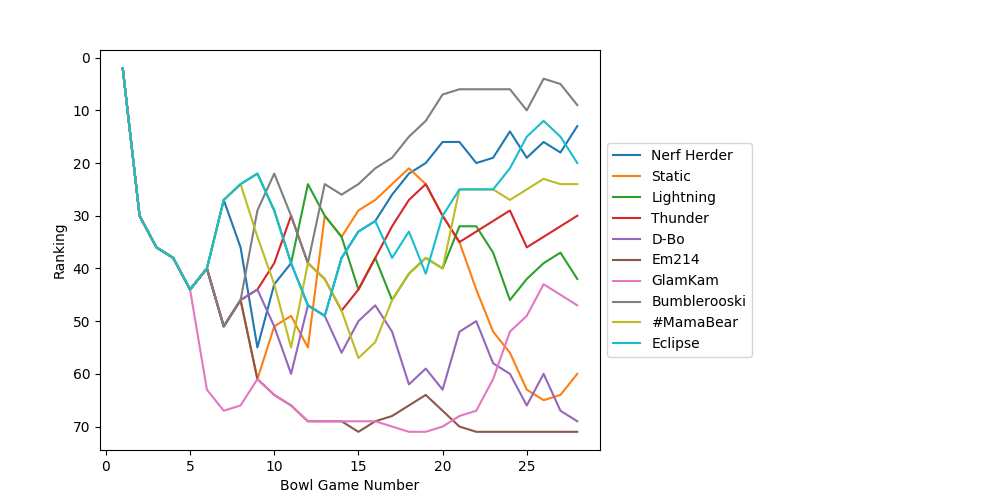 0
10
20
30
40
50
60
70
Ranking
0 5 10 15 20 25
Bowl Game Number
Nerf Herder
Static
Lightning
Thunder
D-Bo
Em214
GlamKam
Bumblerooski
#MamaBear
Eclipse